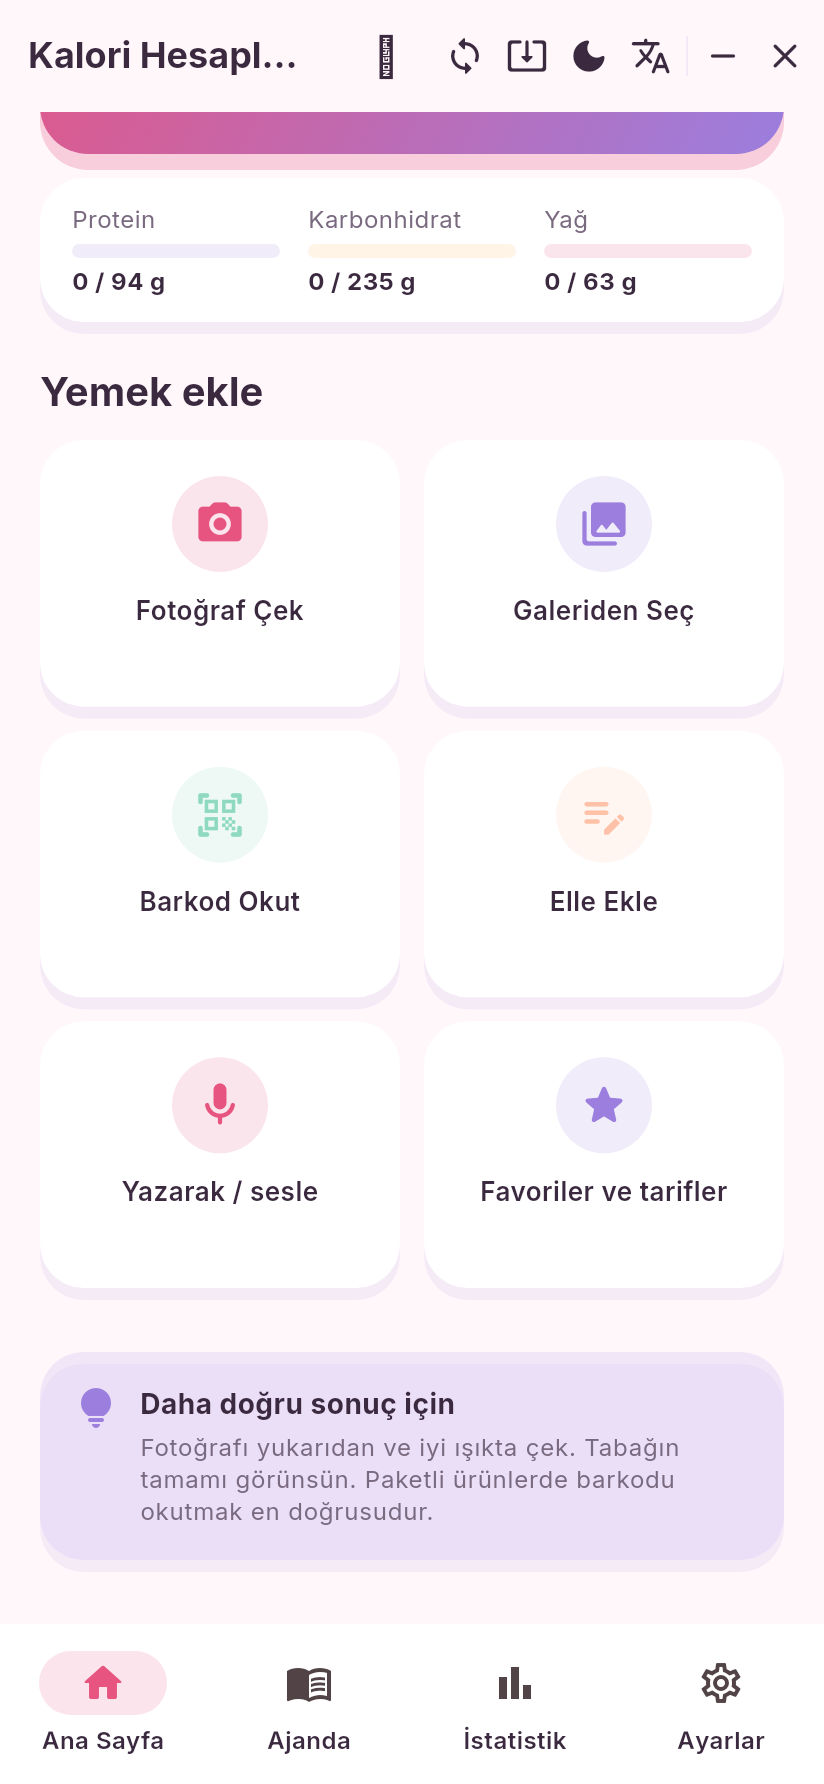 Kalori Hesapl...
NO GLYPH
Protein
Karbonhidrat
Yağ
0 / 94 g
0 / 235 g
0 / 63 g
Yemek ekle
Fotoğraf Çek
Galeriden Seç
Barkod Okut
Elle Ekle
Yazarak / sesle
Favoriler ve tarifler
Daha doğru sonuç için
Fotoğrafı yukarıdan ve iyi ışıkta çek. Tabağın
tamamı görünsün. Paketli ürünlerde barkodu
okutmak en doğrusudur.
Ana Sayfa
Ajanda
İstatistik
Ayarlar